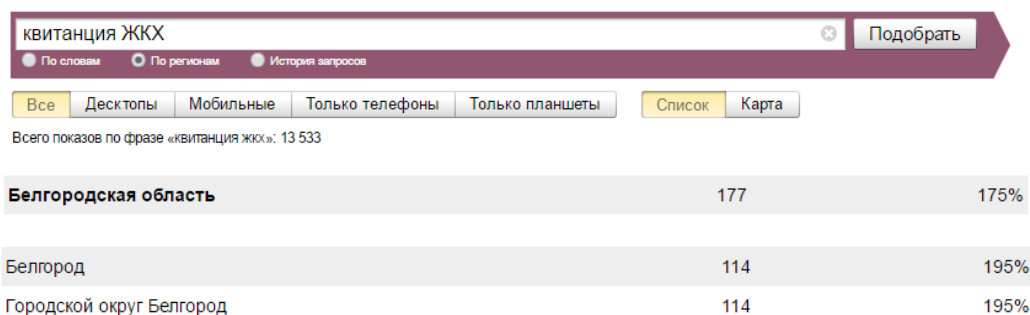 квитанция ЖКХ Подобрать
По словам По регионам История запросов
Все Десктопы Мобильные Только телефоны Только планшеты Список Карта
Всего показов по фразе «квитанция жкх»: 13 533
Белгородская область 177 175%
Белгород 114 195%
Городской округ Белгород 114 195%